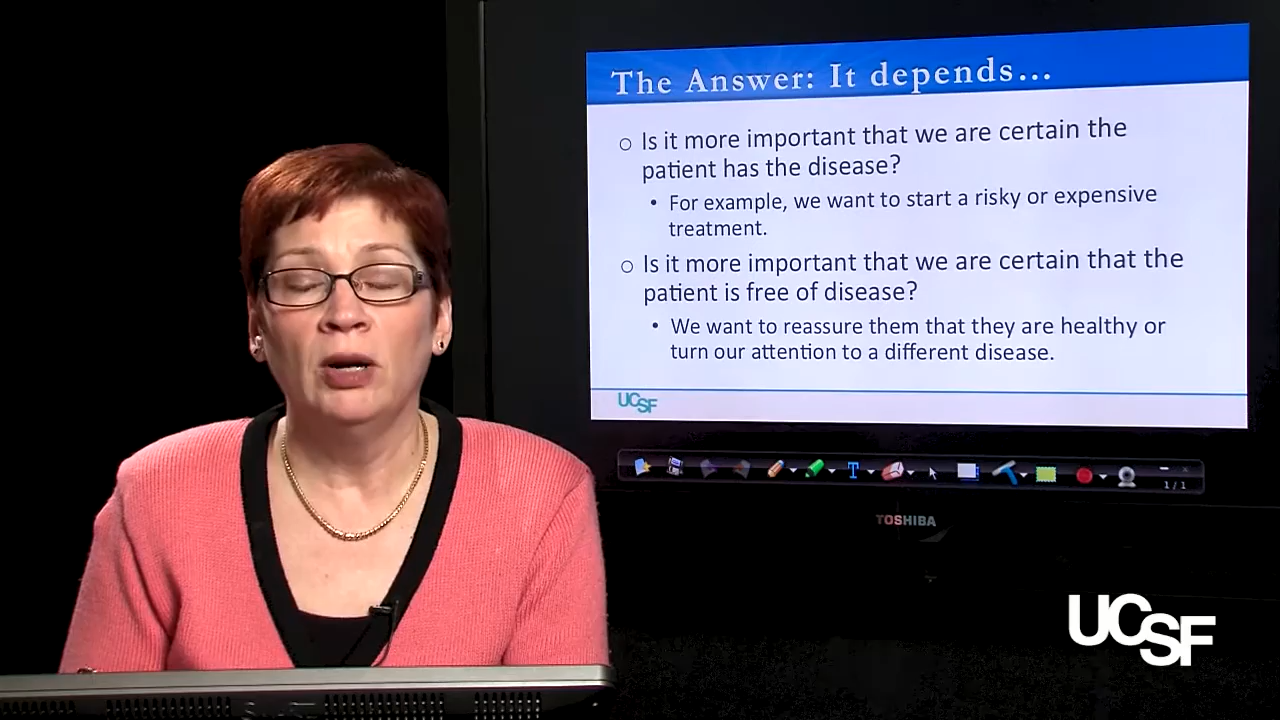 The Answer: It depends...
○ Is it more important that we are certain the
patient has the disease?
• For example, we want to start a risky or expensive
treatment.
○ Is it more important that we are certain that the
patient is free of disease?
• We want to reassure them that they are healthy or
turn our attention to a different disease.
UCSF
T
1/1
TOSHIBA
UCSF